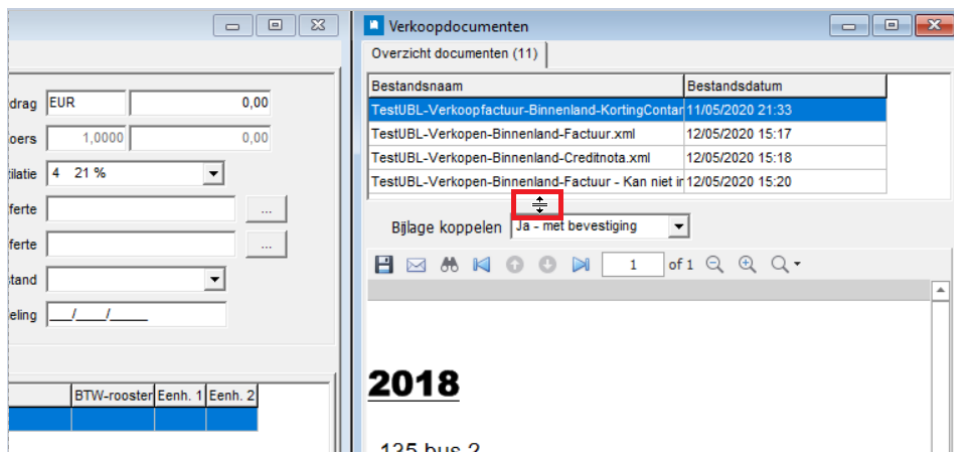 drag EUR 0,00
oers 1,0000 0,00
ilatie 4 21 %
ferte ...
ferte ...
tand
eling __/__/____
BTW-rooster Eenh. 1 Eenh. 2
Verkoopdocumenten
Overzicht documenten (11)
Bestandsnaam Bestandsdatum
TestUBL-Verkoopfactuur-Binnenland-KortingContar 11/05/2020 21:33
TestUBL-Verkopen-Binnenland-Factuur.xml 12/05/2020 15:17
TestUBL-Verkopen-Binnenland-Creditnota.xml 12/05/2020 15:18
TestUBL-Verkopen-Binnenland-Factuur - Kan niet ir 12/05/2020 15:20
Bijlage koppelen Ja - met bevestiging
1 of 1
2018
135 bus 2